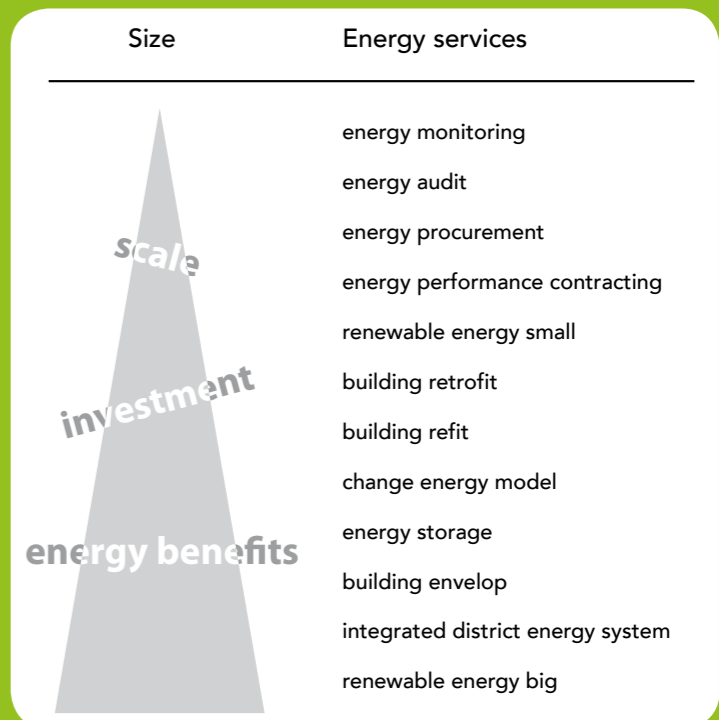 Size Energy services
energy monitoring
energy audit
energy procurement
scale
energy performance contracting
renewable energy small
investment
building retrofit
building refit
change energy model
energy storage
energy benefits
building envelop
integrated district energy system
renewable energy big